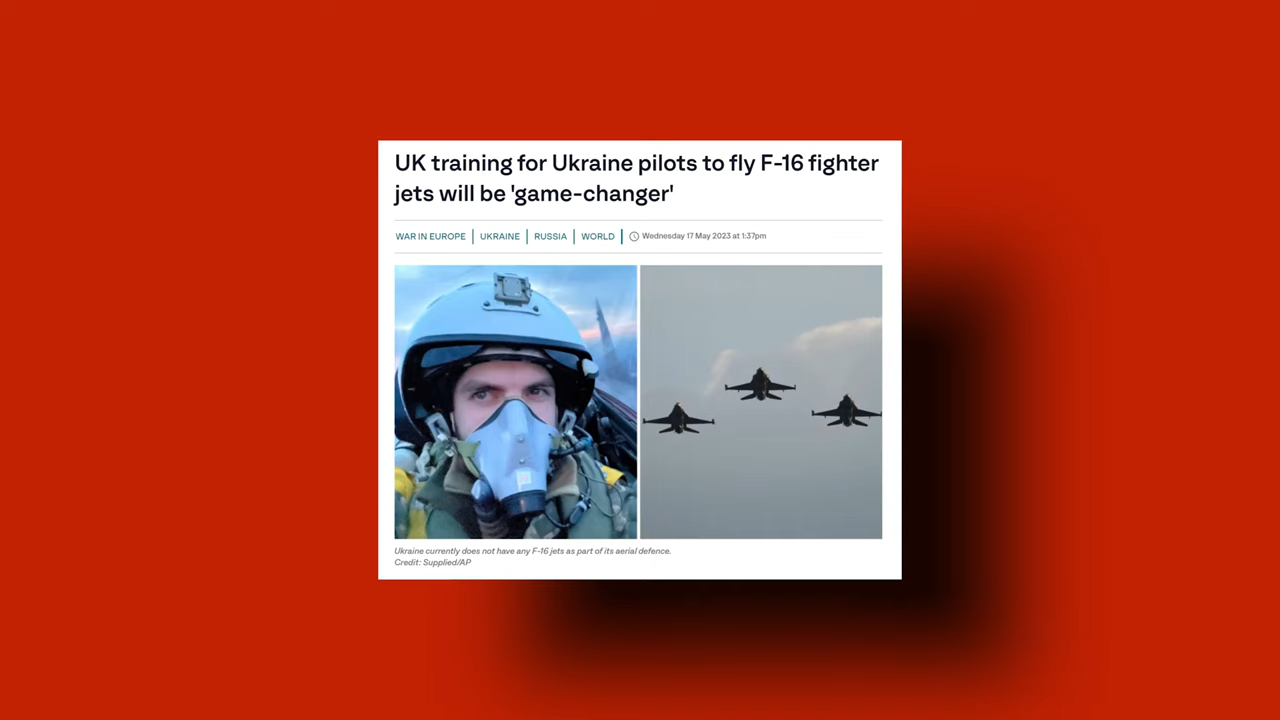 UK training for Ukraine pilots to fly F-16 fighter
jets will be 'game-changer'
WAR IN EUROPE | UKRAINE | RUSSIA | WORLD | Wednesday 17 May 2023 at 1:37pm
Ukraine currently does not have any F-16 jets as part of its aerial defence.
Credit: Supplied/AP